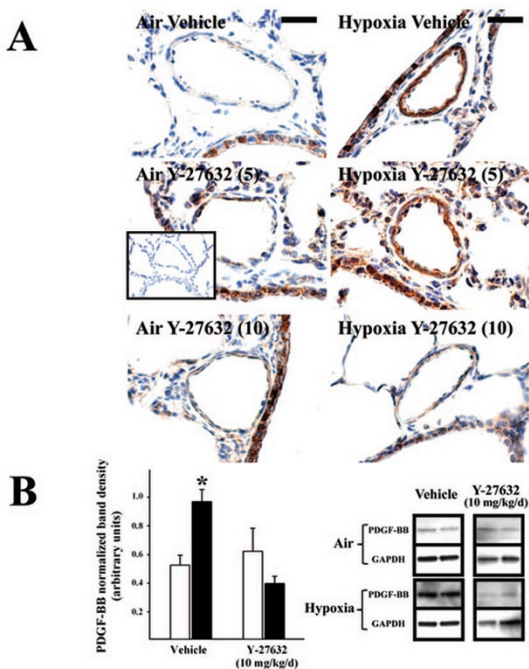 A
Air Vehicle
Hypoxia Vehicle
Air Y-27632 (5)
Hypoxia Y-27632 (5)
Air Y-27632 (10)
Hypoxia Y-27632 (10)
B
PDGF-BB normalized band density
(arbitrary units)
1,0
0.8
0.6
0.4
0.2
*
Vehicle
Y-27632
(10 mg/kg/d)
Vehicle
Y-27632
(10 mg/kg/d)
Air
PDGF-BB
GAPDH
Hypoxia
PDGF-BB
GAPDH